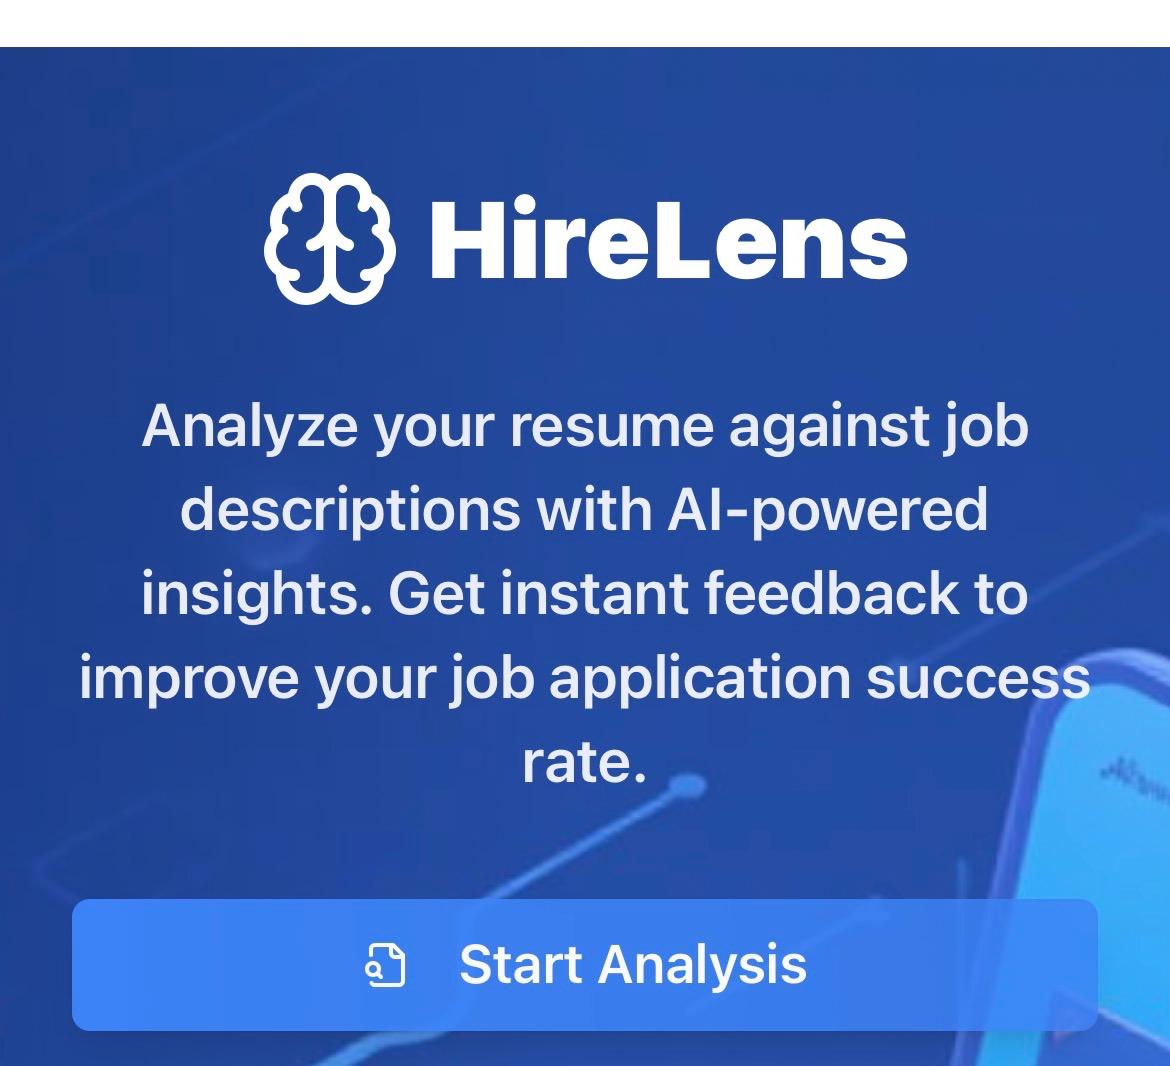 HireLens
Analyze your resume against job
descriptions with AI-powered
insights. Get instant feedback to
improve your job application success
rate.
Start Analysis